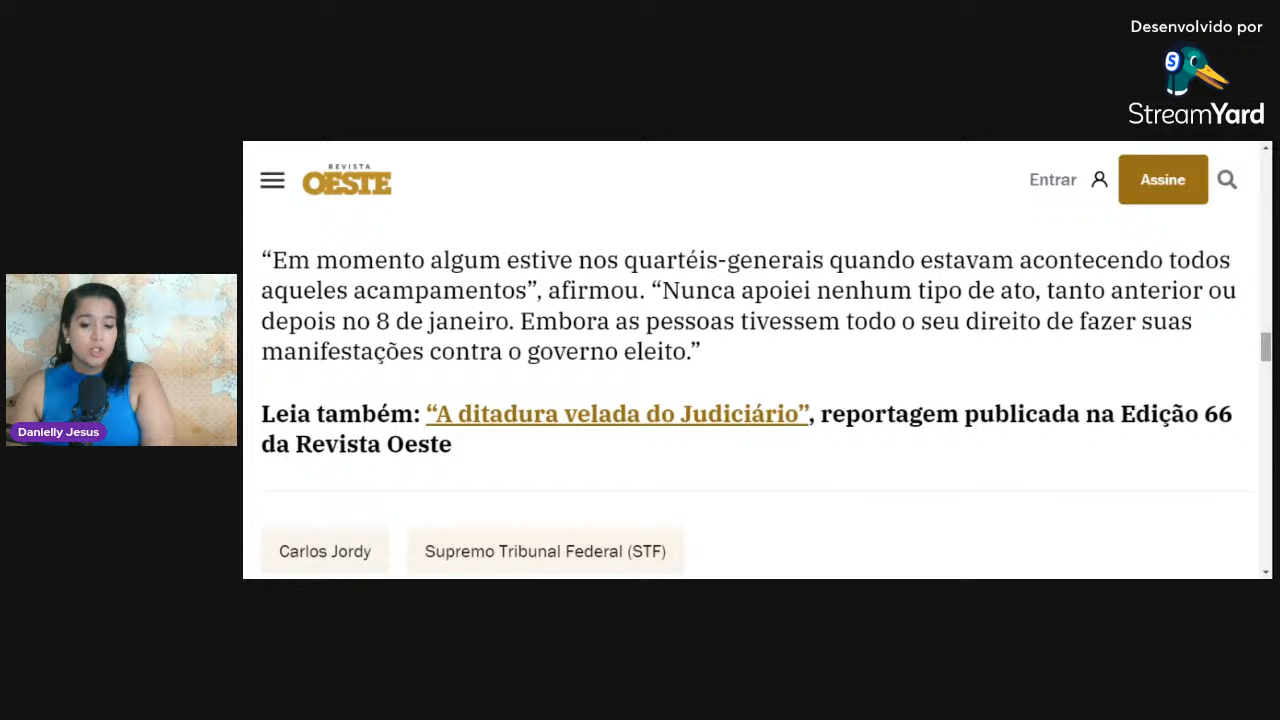 Desenvolvido por
S
StreamYard
REVISTA
OESTE
Entrar
Assine
“Em momento algum estive nos quartéis-generais quando estavam acontecendo todos
aqueles acampamentos”, afirmou. “Nunca apoiei nenhum tipo de ato, tanto anterior ou
depois no 8 de janeiro. Embora as pessoas tivessem todo o seu direito de fazer suas
manifestações contra o governo eleito.”
Leia também: “A ditadura velada do Judiciário”, reportagem publicada na Edição 66
da Revista Oeste
Danielly Jesus
Carlos Jordy
Supremo Tribunal Federal (STF)